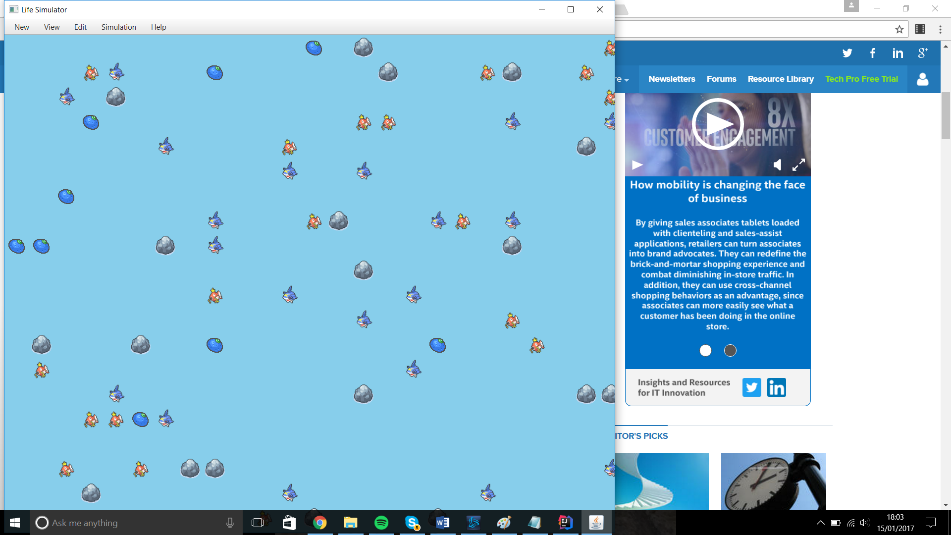 Life Simulator
New View Edit Simulation Help
Newsletters Forums Resource Library Tech Pro Free Trial
8X
CUSTOMER ENGAGEMENT
How mobility is changing the face
of business
By giving sales associates tablets loaded
with clienteling and sales-assist
applications, retailers can turn associates
into brand advocates. They can redefine the
brick-and-mortar shopping experience and
combat diminishing in-store traffic. In
addition, they can use cross-channel
shopping behaviors as an advantage, since
associates can more easily see what a
customer has been doing in the online
store.
Insights and Resources
for IT Innovation
ITOR'S PICKS
Ask me anything
18:03
15/01/2017